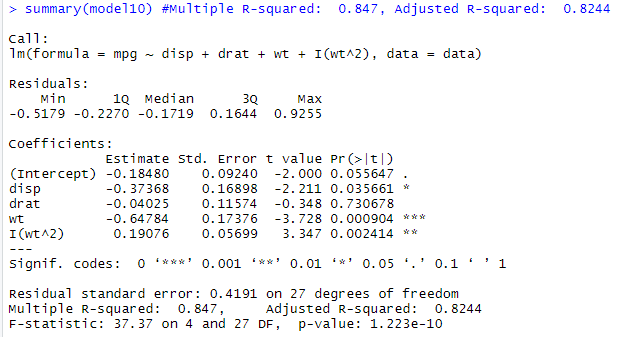 > summary(model10) #Multiple R-squared:  0.847, Adjusted R-squared:  0.8244
Call:
lm(formula = mpg ~ disp + drat + wt + I(wt^2), data = data)
Residuals:
    Min      1Q  Median      3Q     Max
-0.5179 -0.2270 -0.1719  0.1644  0.9255
Coefficients:
            Estimate Std. Error t value Pr(>|t|)
(Intercept) -0.18480    0.09240  -2.000 0.055647 .
disp        -0.37368    0.16898  -2.211 0.035661 *
drat        -0.04025    0.11574  -0.348 0.730678
wt          -0.64784    0.17376  -3.728 0.000904 ***
I(wt^2)      0.19076    0.05699   3.347 0.002414 **
---
Signif. codes:  0 ‘***’ 0.001 ‘**’ 0.01 ‘*’ 0.05 ‘.’ 0.1 ‘ ’ 1
Residual standard error: 0.4191 on 27 degrees of freedom
Multiple R-squared:  0.847,	Adjusted R-squared:  0.8244
F-statistic: 37.37 on 4 and 27 DF,  p-value: 1.223e-10